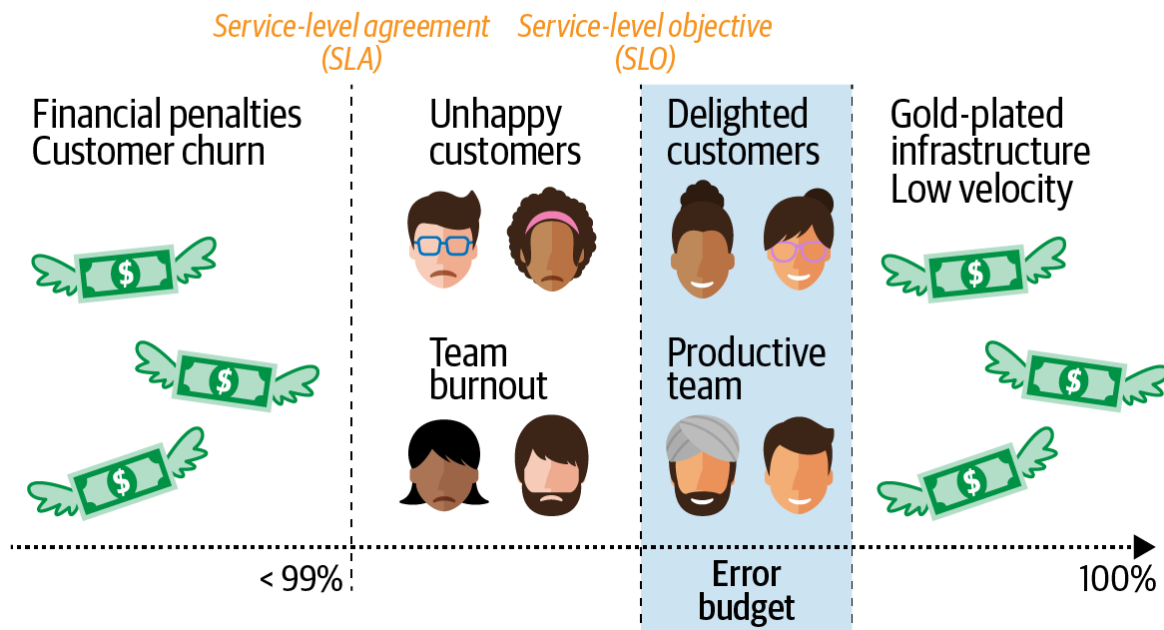 Service-level agreement
(SLA)
Service-level objective
(SLO)
Financial penalties
Customer churn
Unhappy
customers
Delighted
customers
Gold-plated
infrastructure
Low velocity
$
$
$
$
$
$
Team
burnout
Productive
team
< 99%
Error
budget
100%